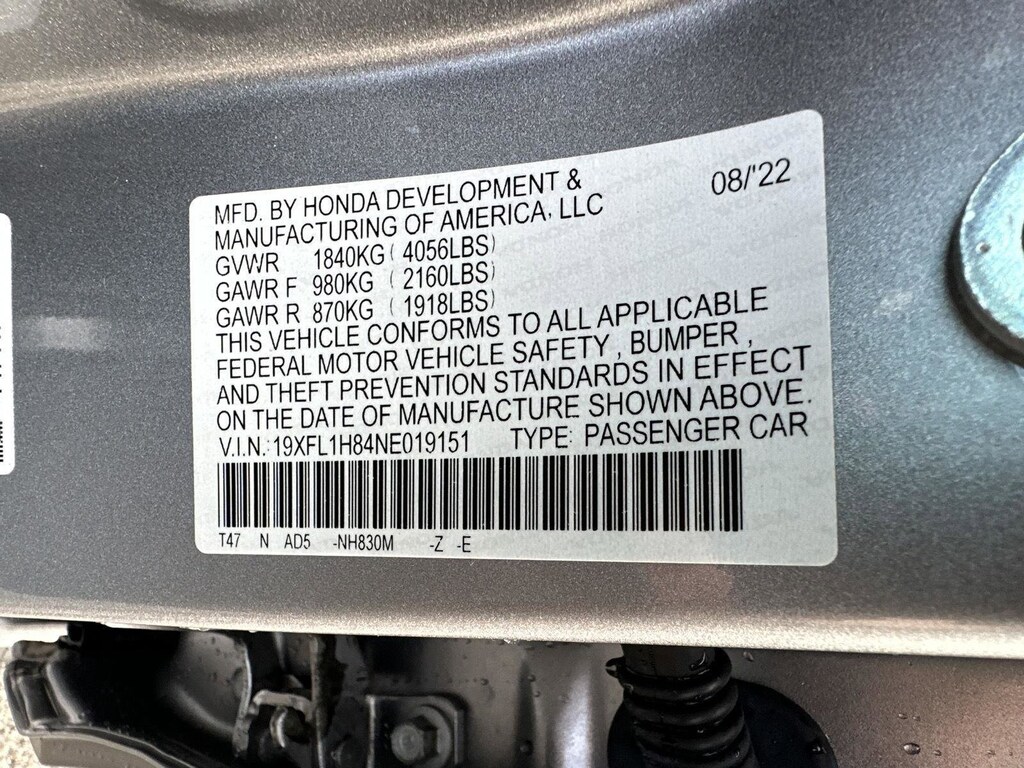 MFD. BY HONDA DEVELOPMENT & 08/'22
MANUFACTURING OF AMERICA, LLC
GVWR 1840KG ( 4056LBS)
GAWR F 980KG ( 2160LBS)
GAWR R 870KG ( 1918LBS)
THIS VEHICLE CONFORMS TO ALL APPLICABLE
FEDERAL MOTOR VEHICLE SAFETY , BUMPER ,
AND THEFT PREVENTION STANDARDS IN EFFECT
ON THE DATE OF MANUFACTURE SHOWN ABOVE.
V.I.N.: 19XFL1H84NE019151 TYPE: PASSENGER CAR
T47 N AD5 -NH830M -Z -E